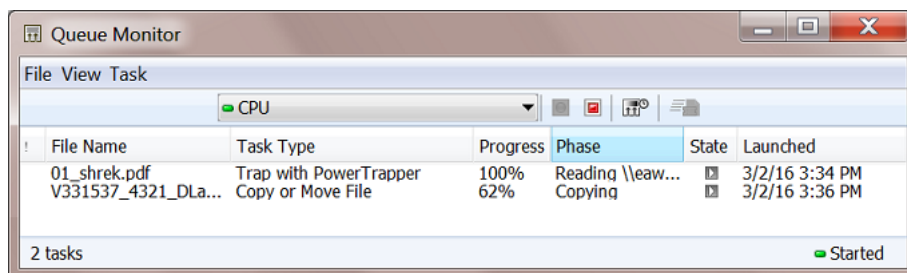 Queue Monitor
File View Task
CPU
! File Name Task Type Progress Phase State Launched
01_shrek.pdf Trap with PowerTrapper 100% Reading \\eaw... 3/2/16 3:34 PM
V331537_4321_DLa... Copy or Move File 62% Copying 3/2/16 3:36 PM
2 tasks Started